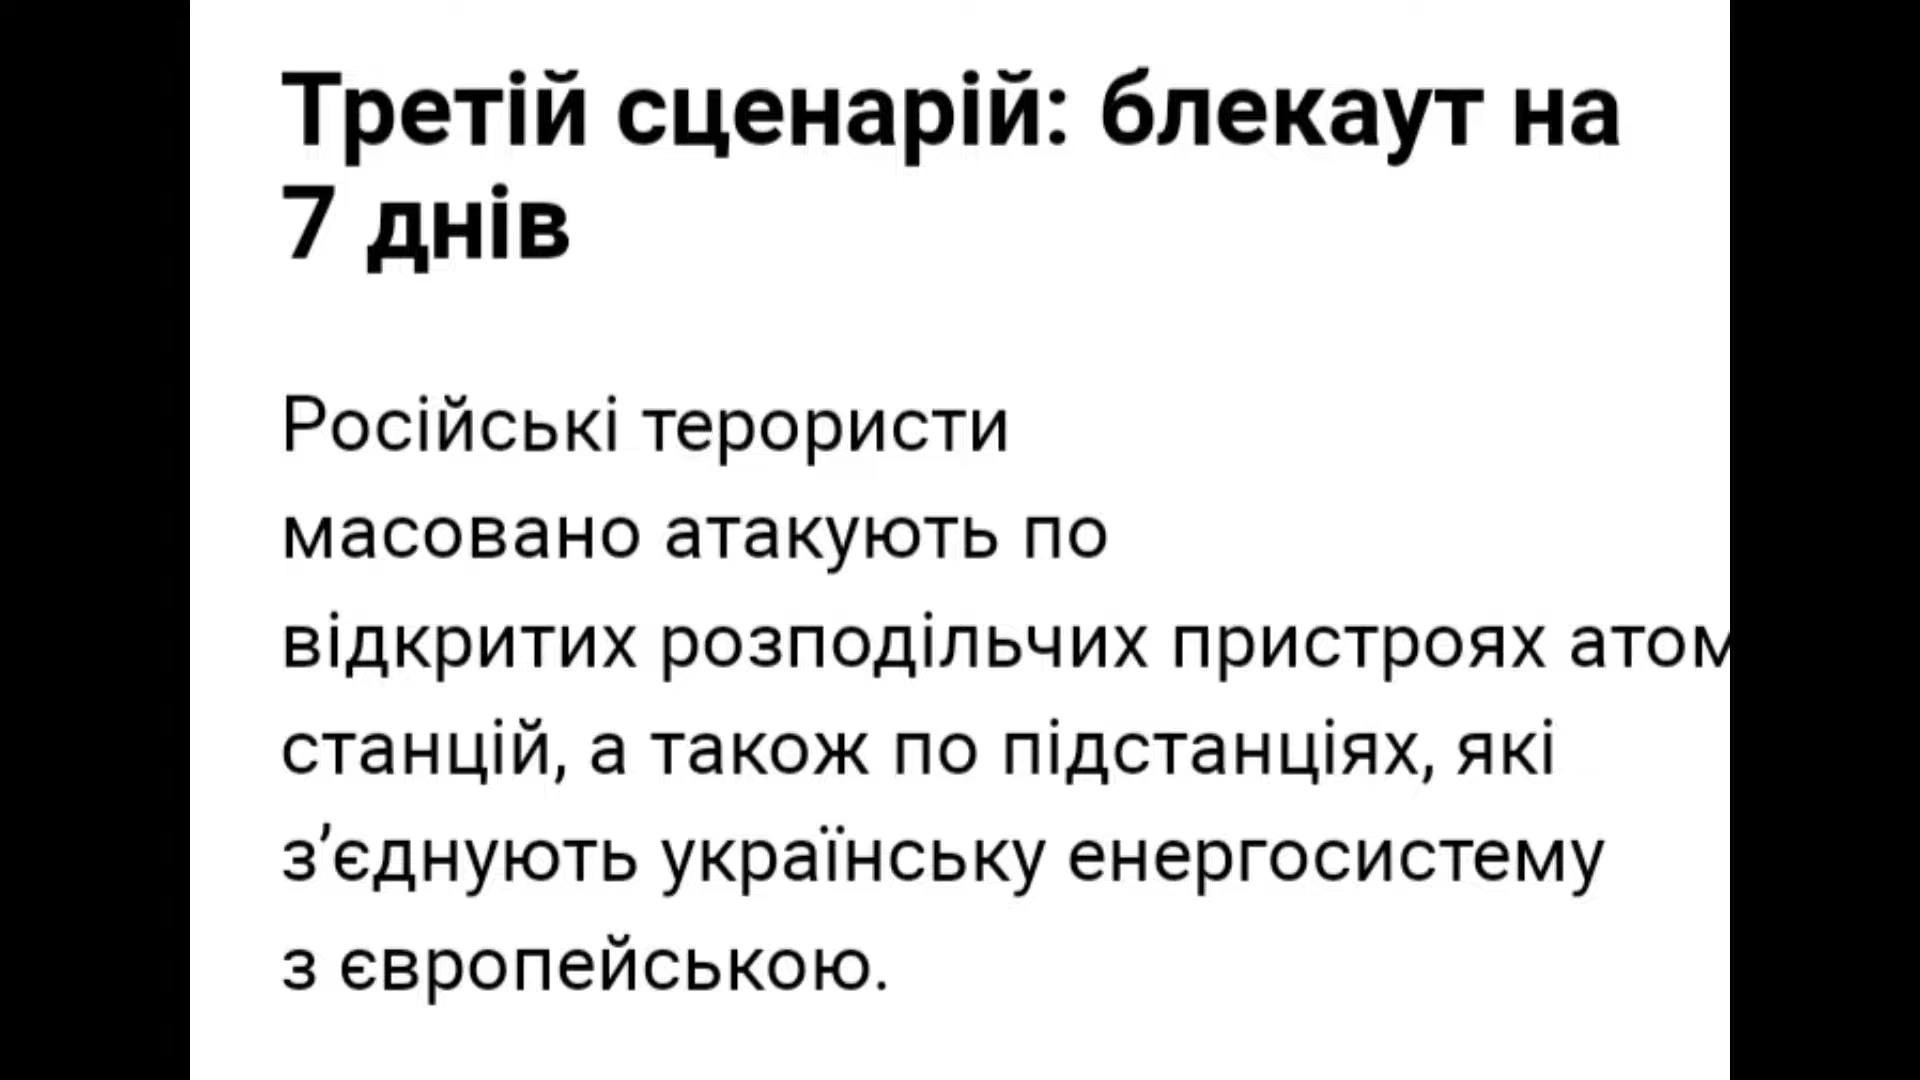 Третій сценарій: блекаут на
7 днів
Російські терористи
масовано атакують по
відкритих розподільчих пристроях атом
станцій, а також по підстанціях, які
з’єднують українську енергосистему
з європейською.